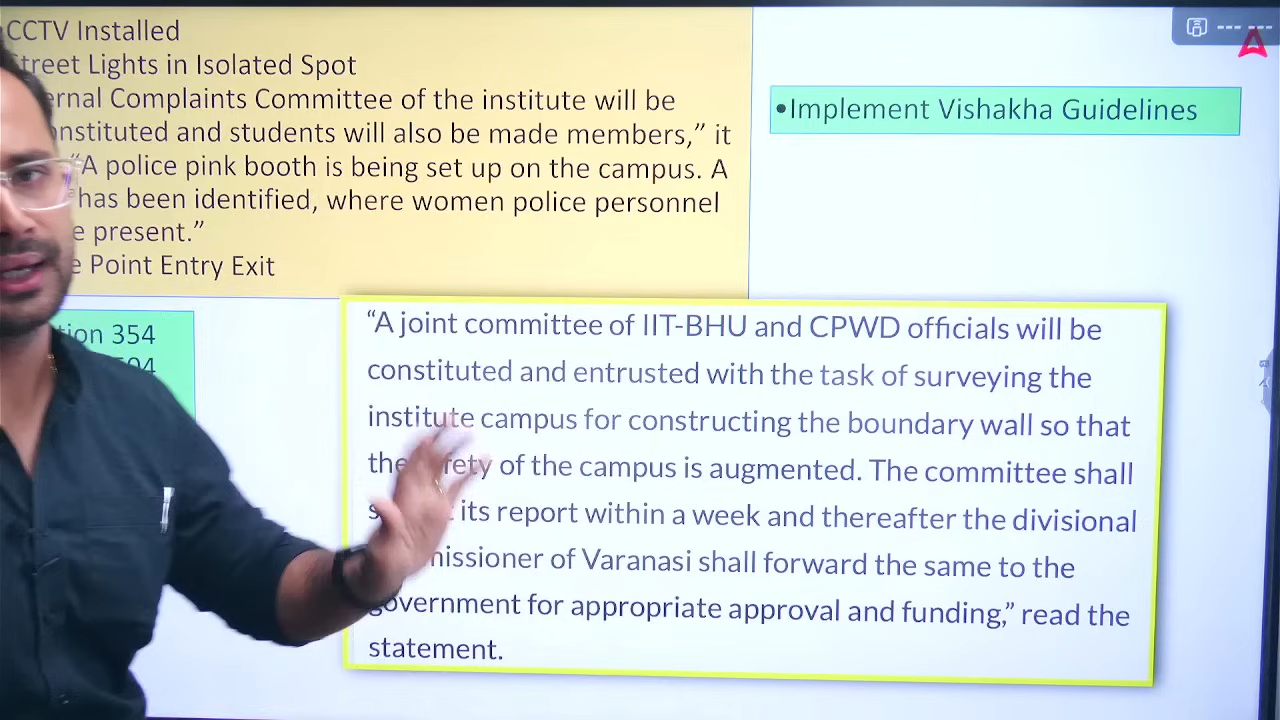 CCTV Installed
Street Lights in Isolated Spot
Complaints Committee of the institute will be
and students will also be made members,” it
“A police pink booth is being set up on the campus. A
has been identified, where women police personnel
present.”
Point Entry Exit
•Implement Vishakha Guidelines
354
“A joint committee of IIT-BHU and CPWD officials will be
constituted and entrusted with the task of surveying the
institute campus for constructing the boundary wall so that
the of the campus is augmented. The committee shall
its report within a week and thereafter the divisional
of Varanasi shall forward the same to the
government for appropriate approval and funding,” read the
statement.